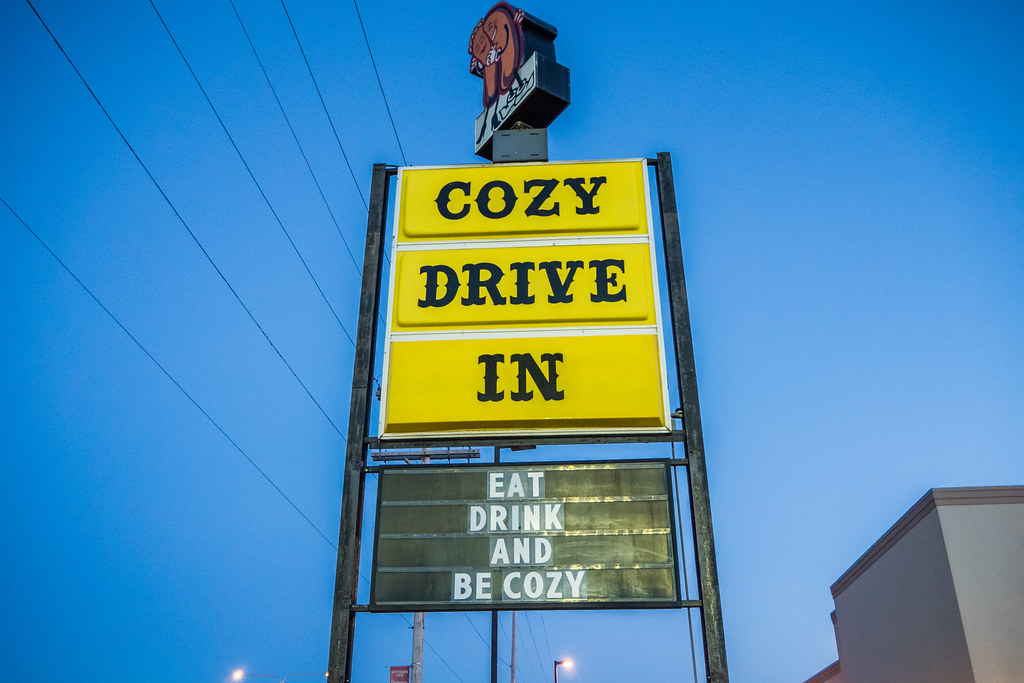 COZY
DRIVE
IN
EAT
DRINK
AND
BE COZY